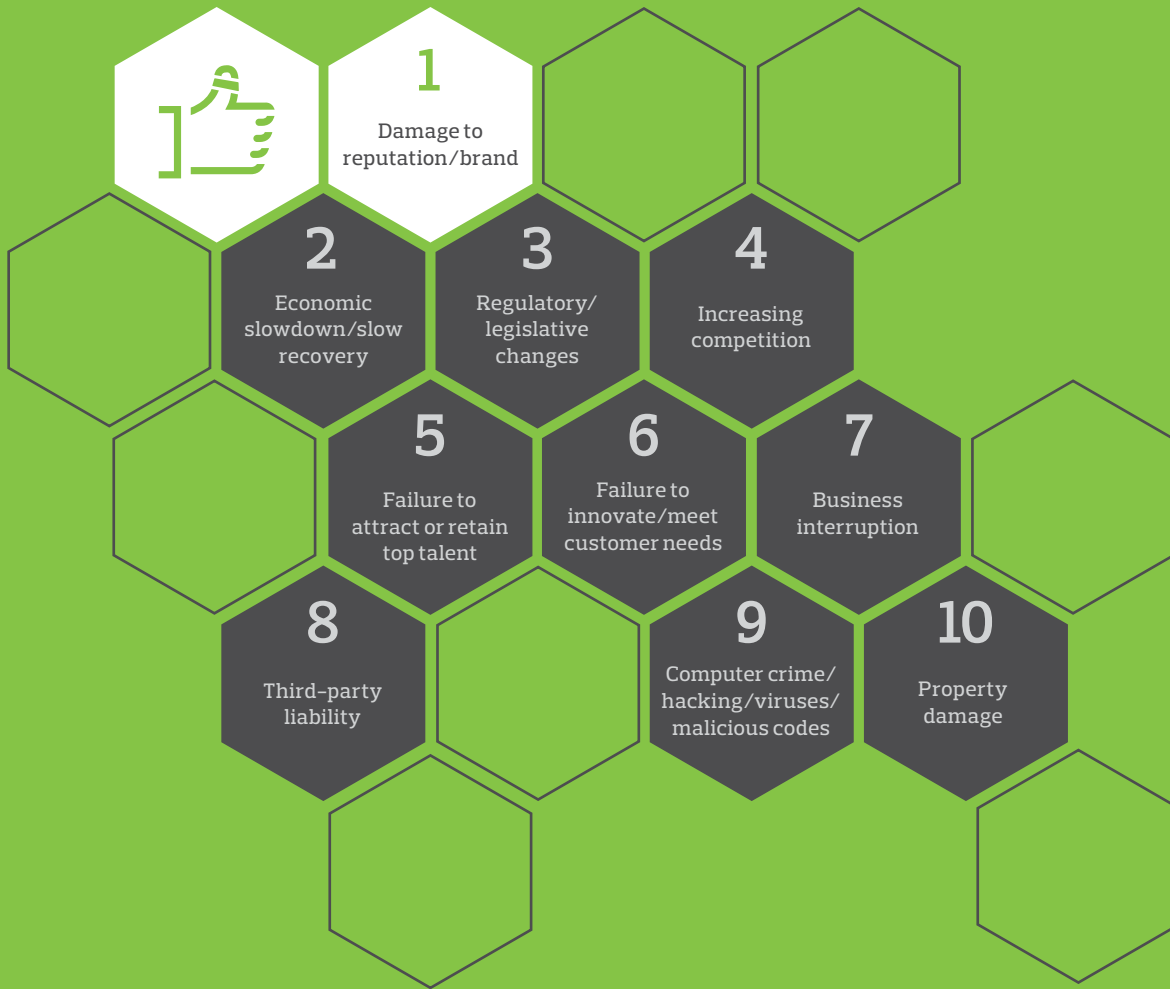 1
Damage to
reputation/brand
2
Economic
slowdown/slow
recovery
3
Regulatory/
legislative
changes
4
Increasing
competition
5
Failure to
attract or retain
top talent
6
Failure to
innovate/meet
customer needs
7
Business
interruption
8
Third-party
liability
9
Computer crime/
hacking/viruses/
malicious codes
10
Property
damage